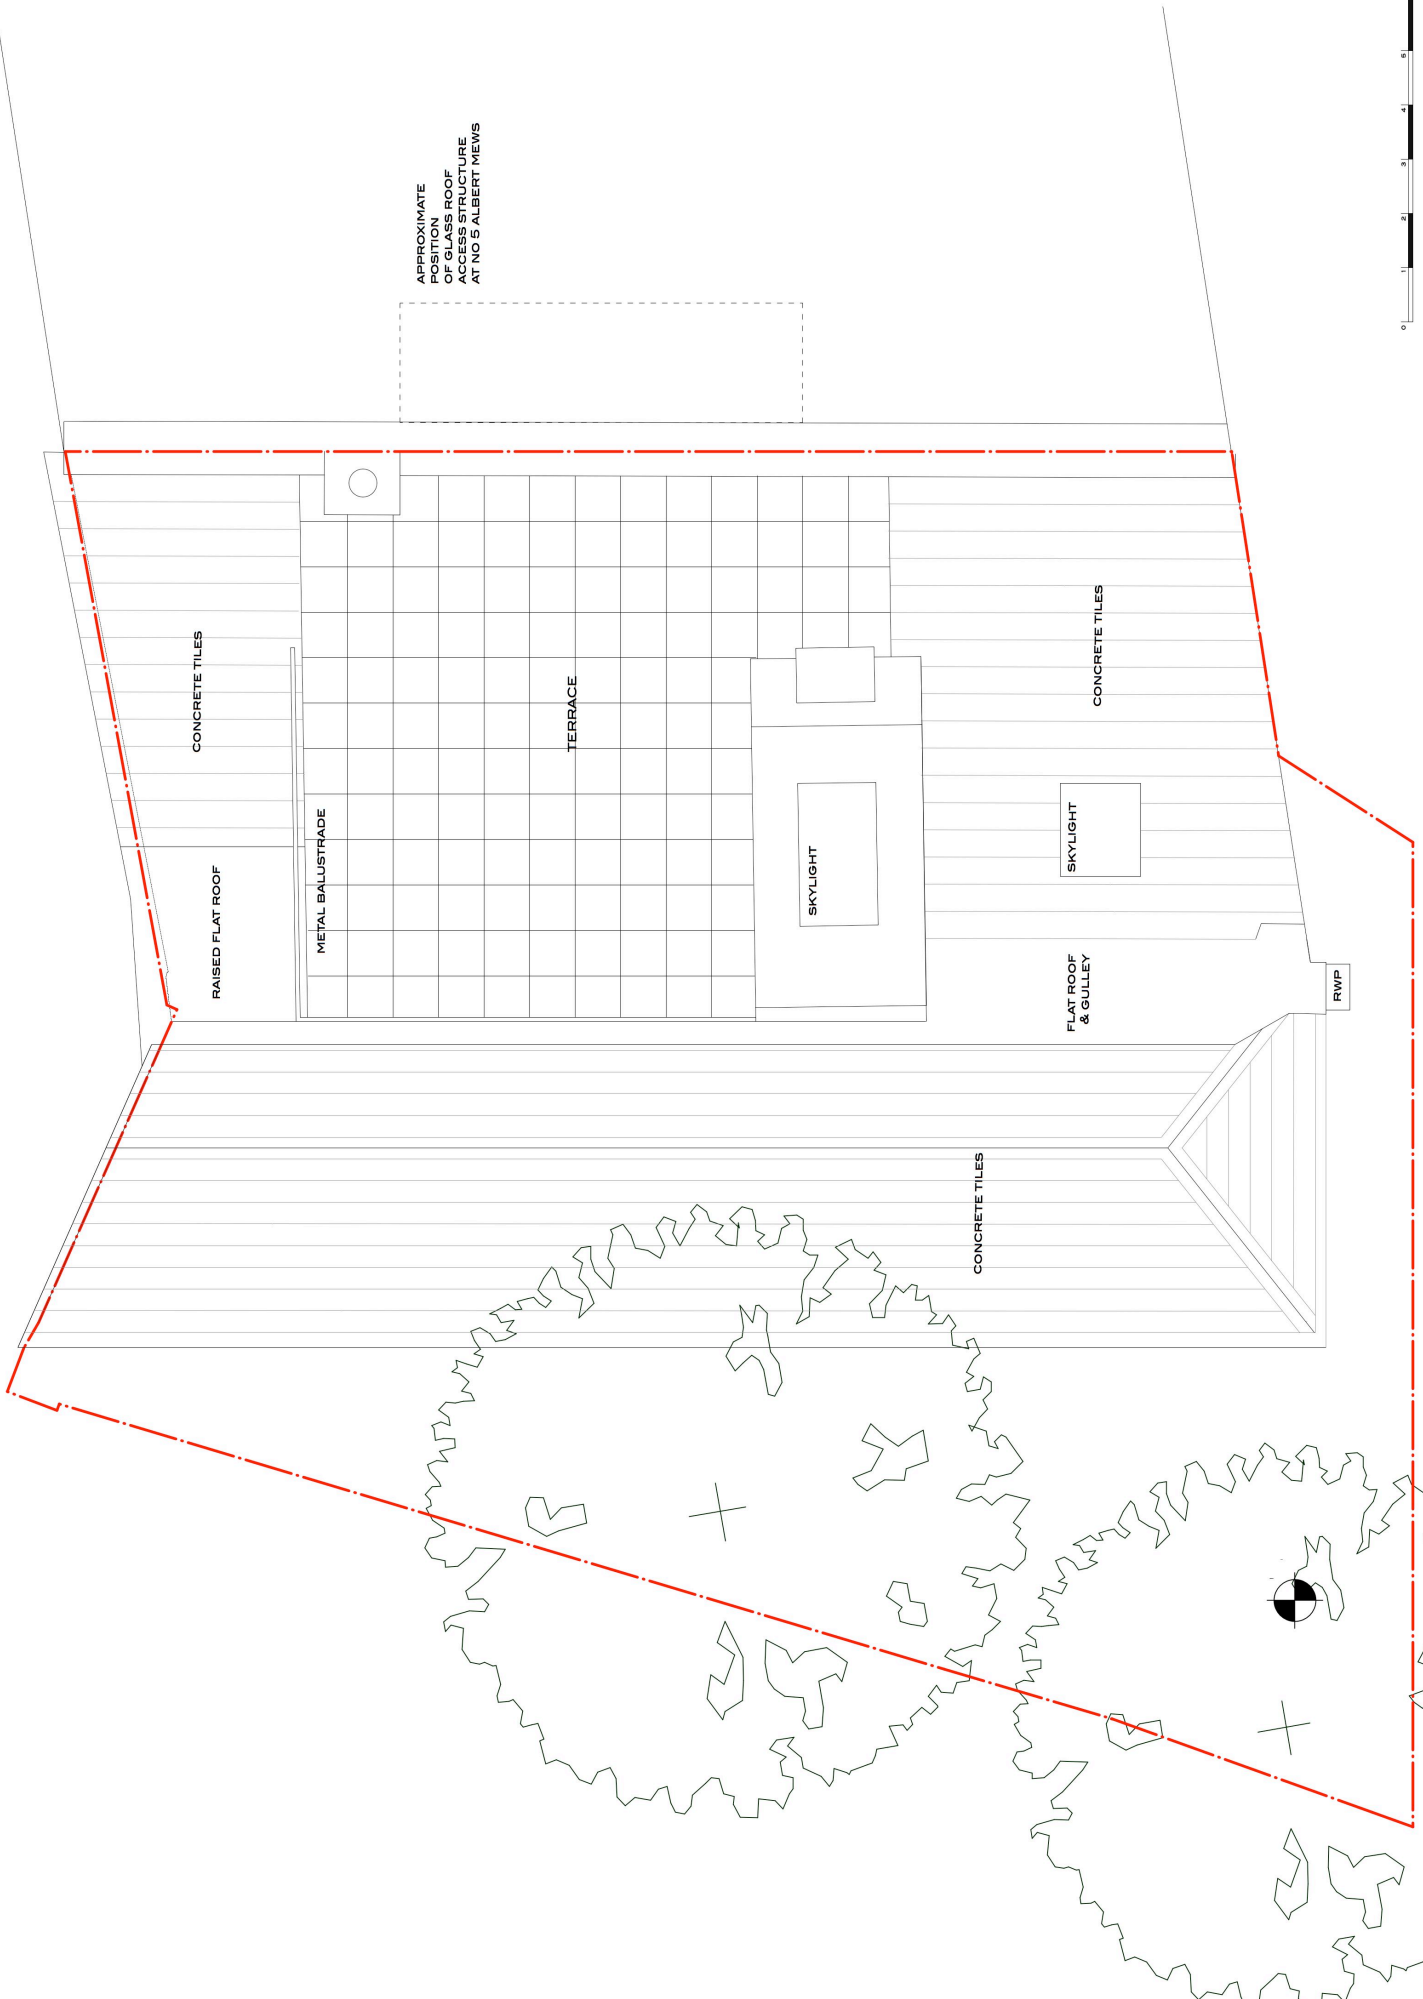 APPROXIMATE
POSITION
OF GLASS ROOF
ACCESS STRUCTURE
AT NO 5 ALBERT MEWS
CONCRETE TILES
RAISED FLAT ROOF
METAL BALUSTRADE
TERRACE
SKYLIGHT
CONCRETE TILES
SKYLIGHT
FLAT ROOF
& GULLEY
RWP
CONCRETE TILES
0 1 2 3 4 5